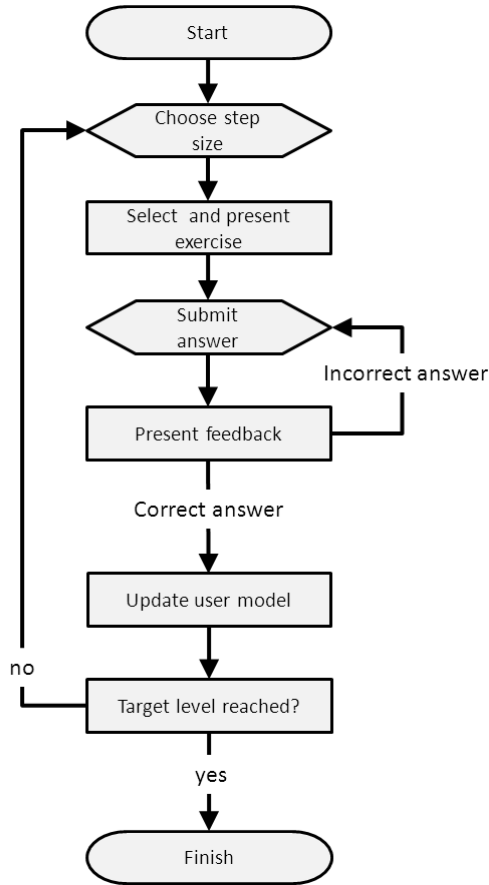 Start
Choose step
size
Select and present
exercise
Submit
answer
Incorrect answer
Present feedback
Correct answer
Update user model
no
Target level reached?
yes
Finish